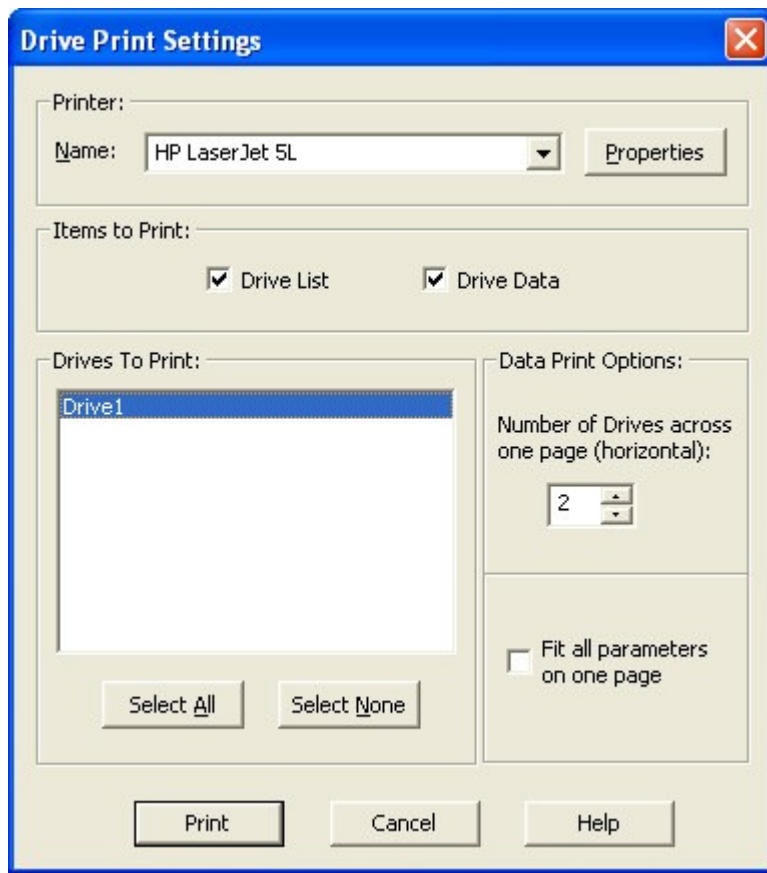 Drive Print Settings
Printer:
Name: HP LaserJet 5L Properties
Items to Print:
Drive List Drive Data
Drives To Print:
Drive1
Select All Select None
Data Print Options:
Number of Drives across
one page (horizontal):
2
Fit all parameters
on one page
Print Cancel Help